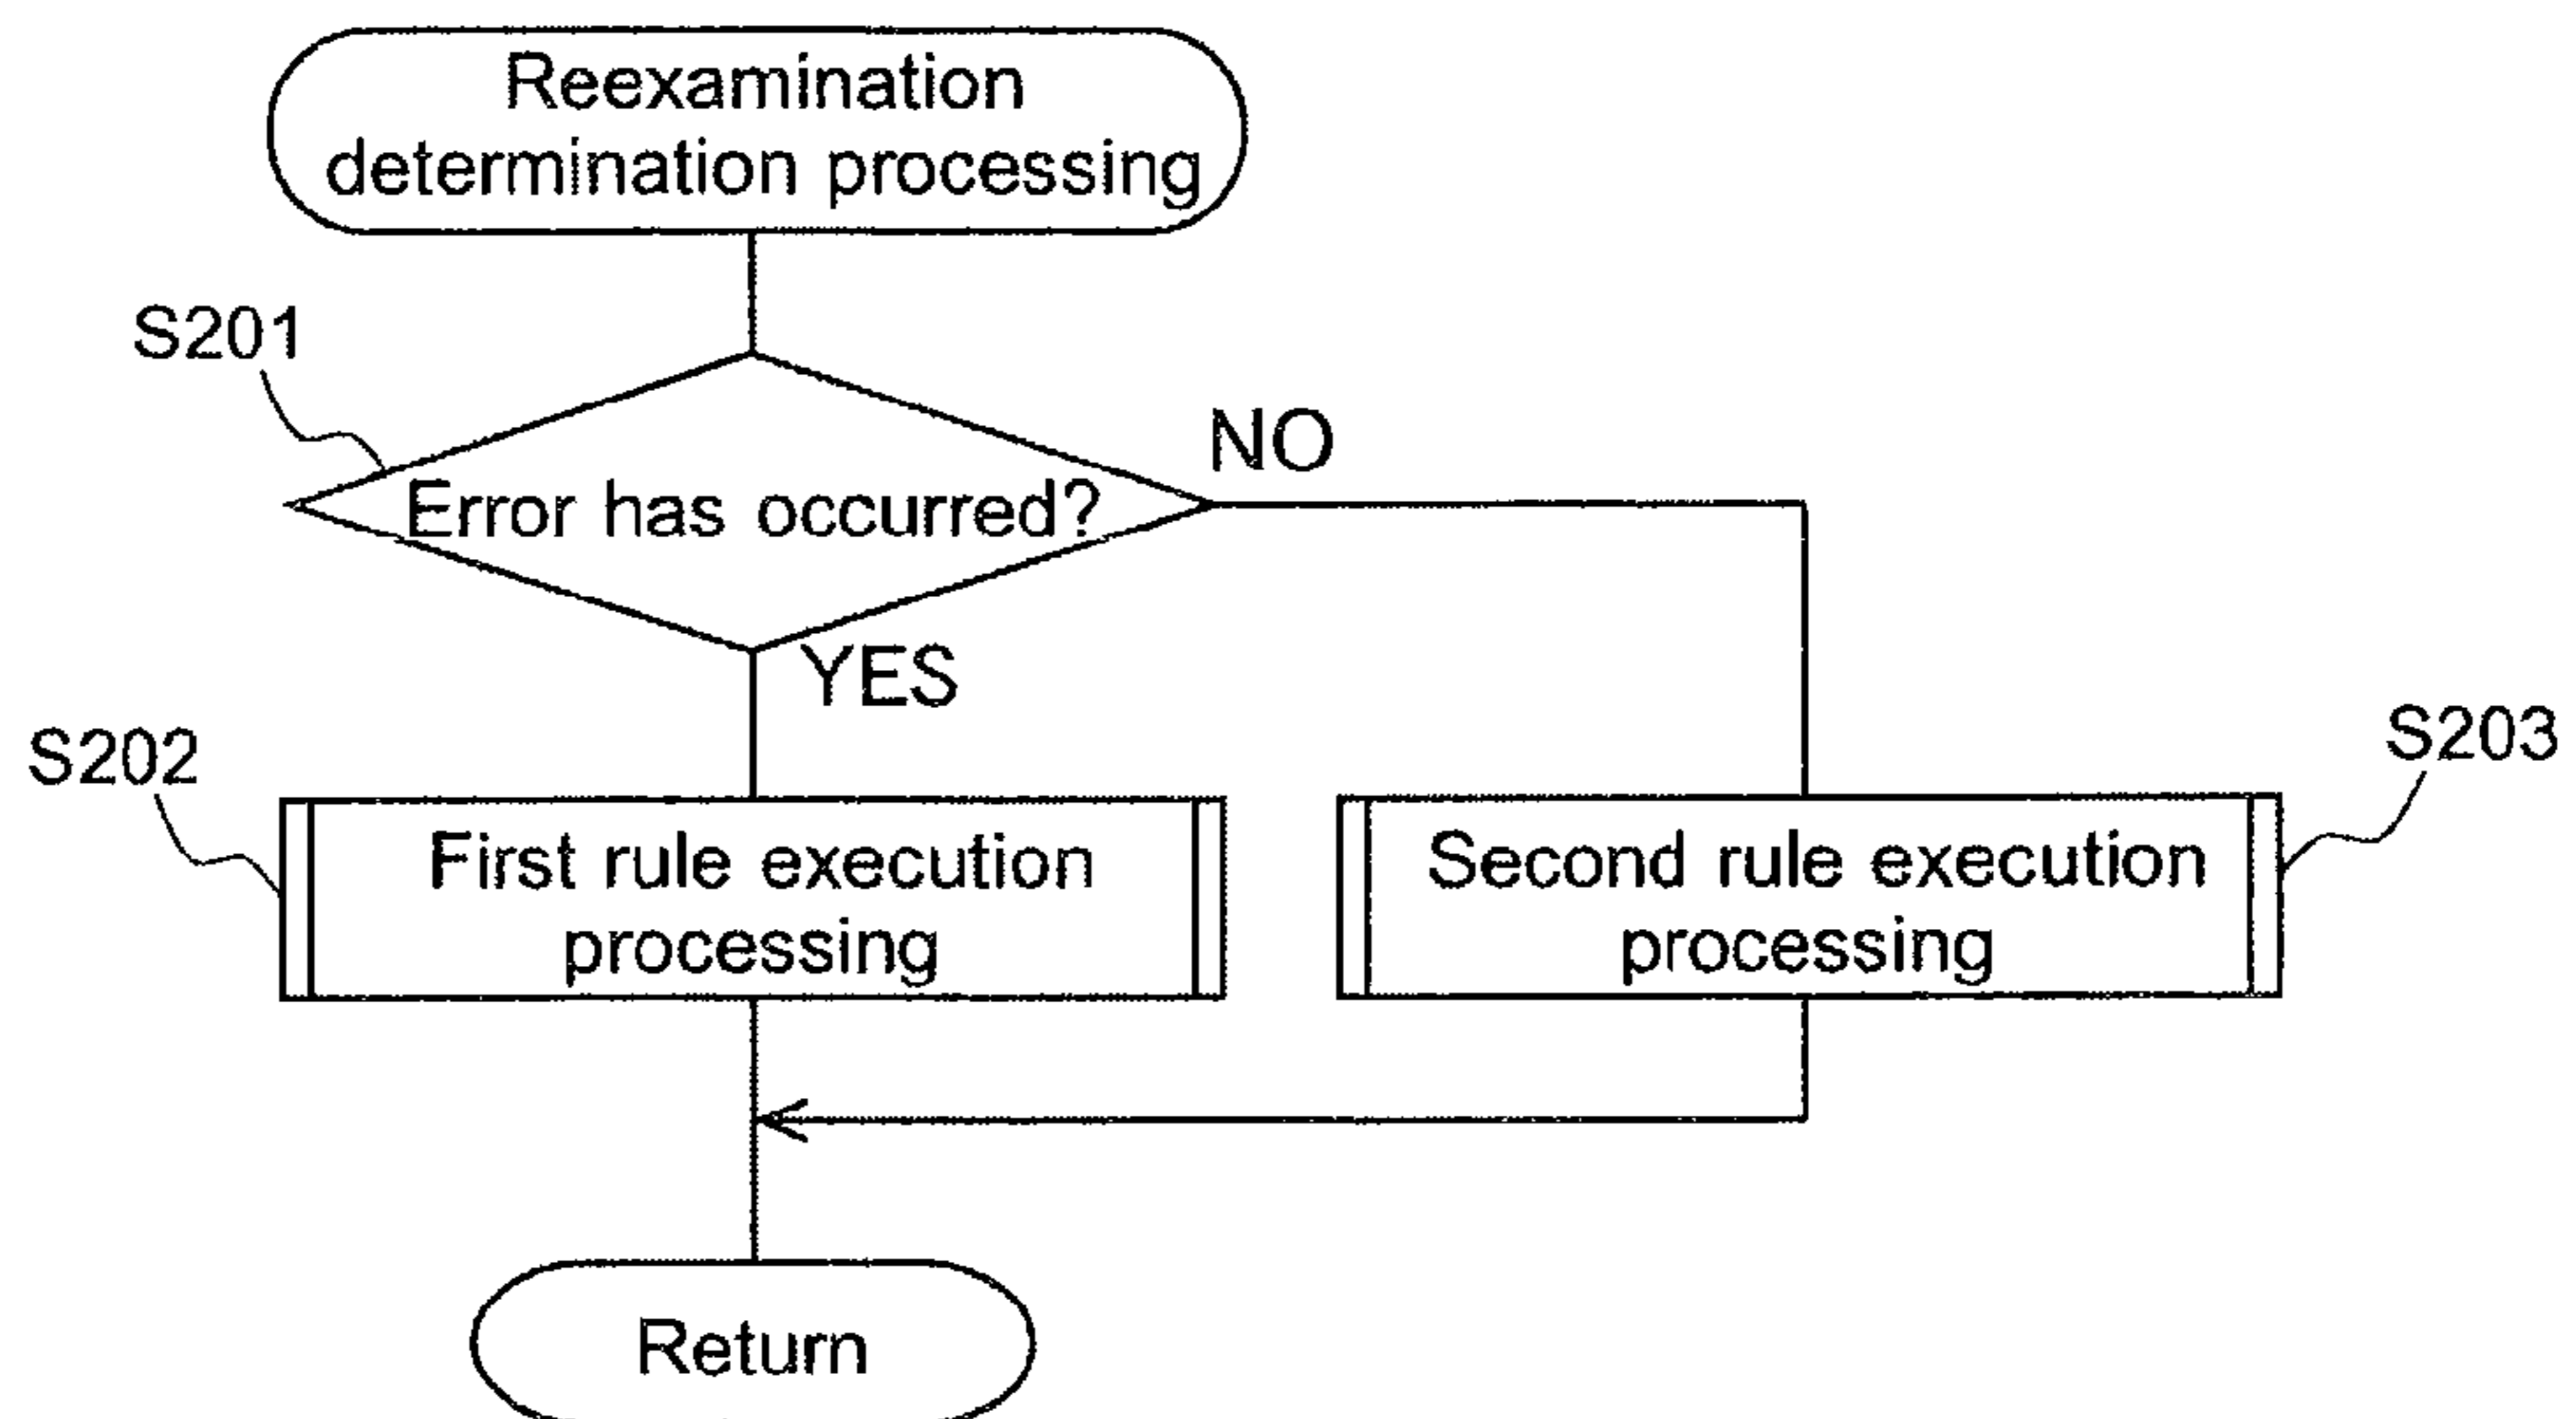 Reexamination
determination processing
S201
NO
Error has occurred?
YES
S202
S203
First rule execution
processing
Second rule execution
processing
Return